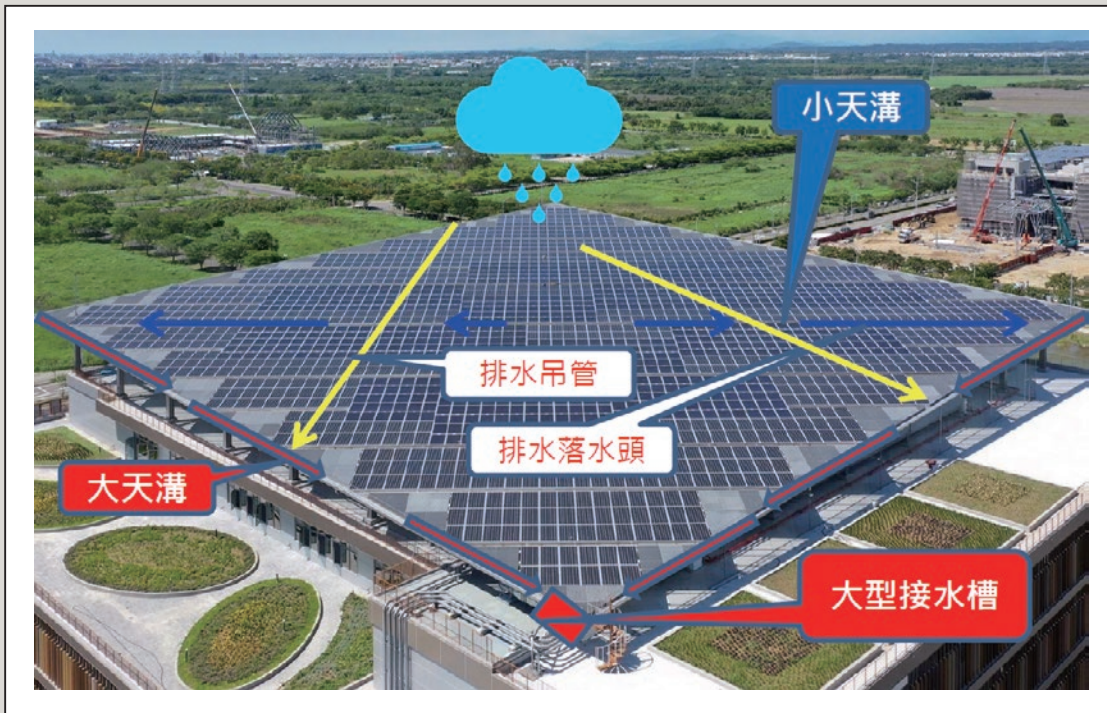 小天溝
排水吊管
排水落水頭
大天溝
大型接水槽